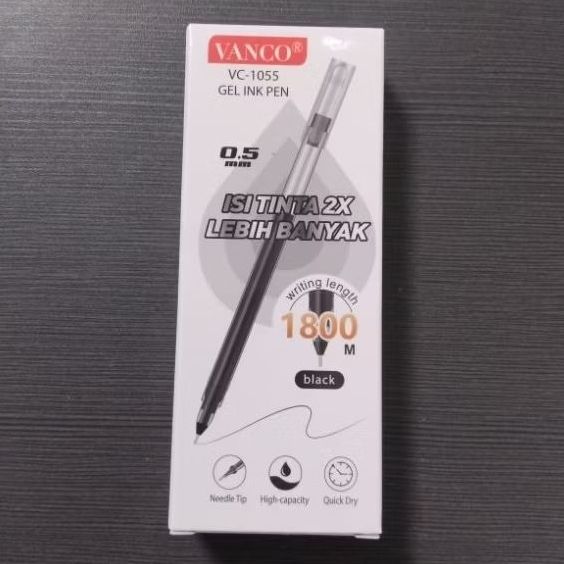 VANCO®
VC-1055
GEL INK PEN
0.5
mm
ISI TINTA 2X
LEBIH BANYAK
writing length
1800
M
black
Needle Tip High-capacity Quick Dry